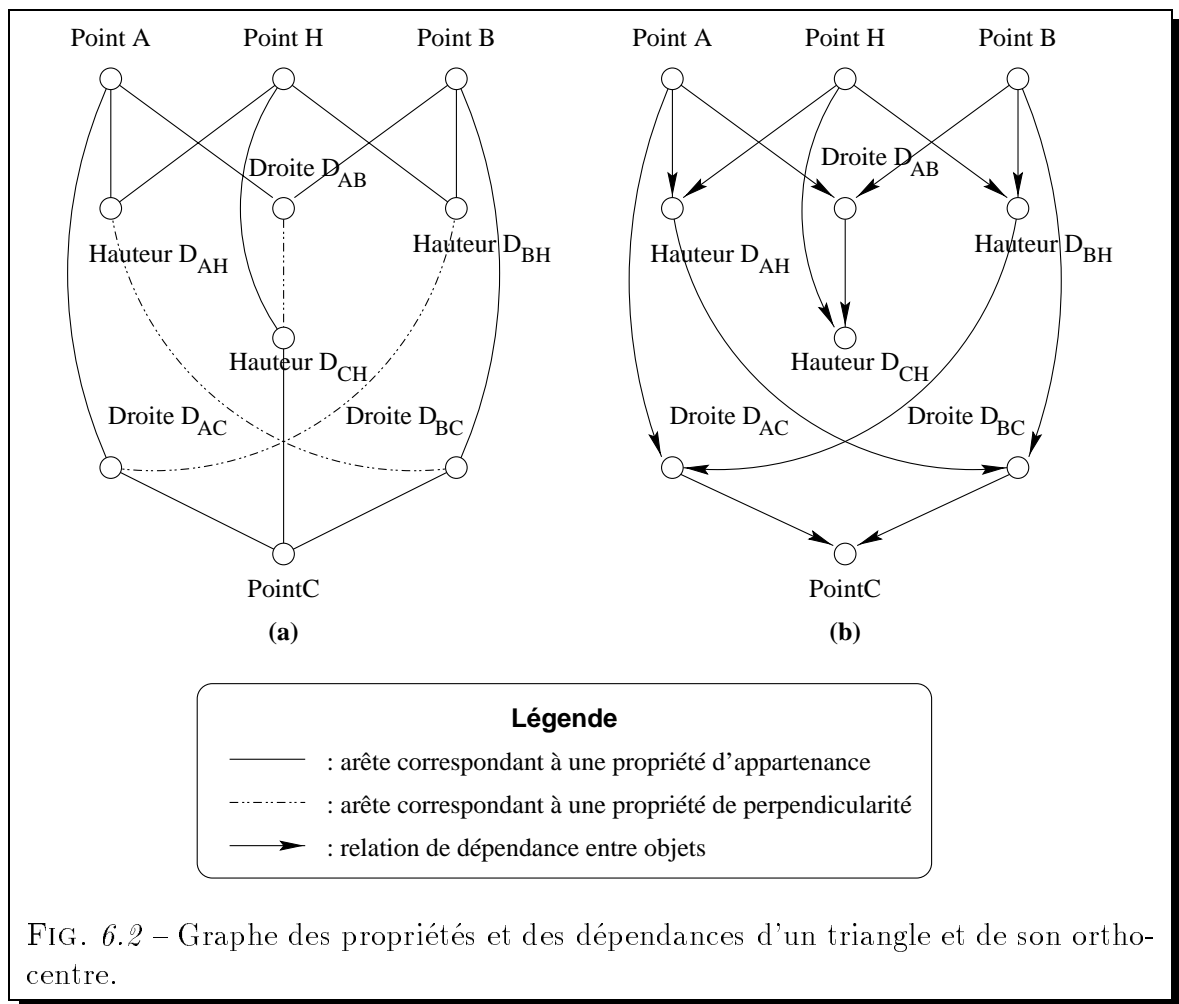 Point A Point H Point B
Droite D_AB
Hauteur D_AH
Hauteur D_BH
Hauteur D_CH
Droite D_AC
Droite D_BC
PointC
(a)
Point A Point H Point B
Droite D_AB
Hauteur D_AH
Hauteur D_BH
Hauteur D_CH
Droite D_AC
Droite D_BC
PointC
(b)
Légende
: arête correspondant à une propriété d'appartenance
: arête correspondant à une propriété de perpendicularité
: relation de dépendance entre objets
FIG. 6.2 – Graphe des propriétés et des dépendances d'un triangle et de son ortho-
centre.